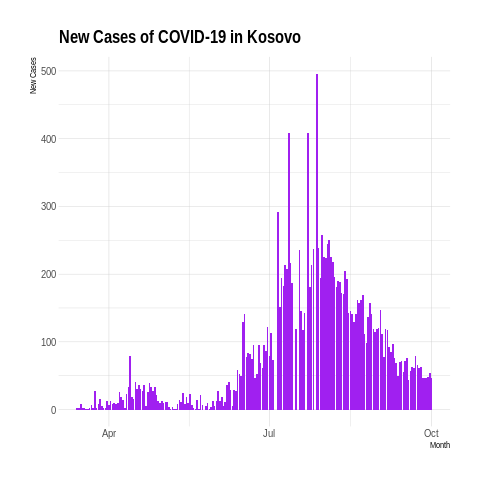 New Cases of COVID-19 in Kosovo
New Cases
500
400
300
200
100
0
Apr
Jul
Oct
Month